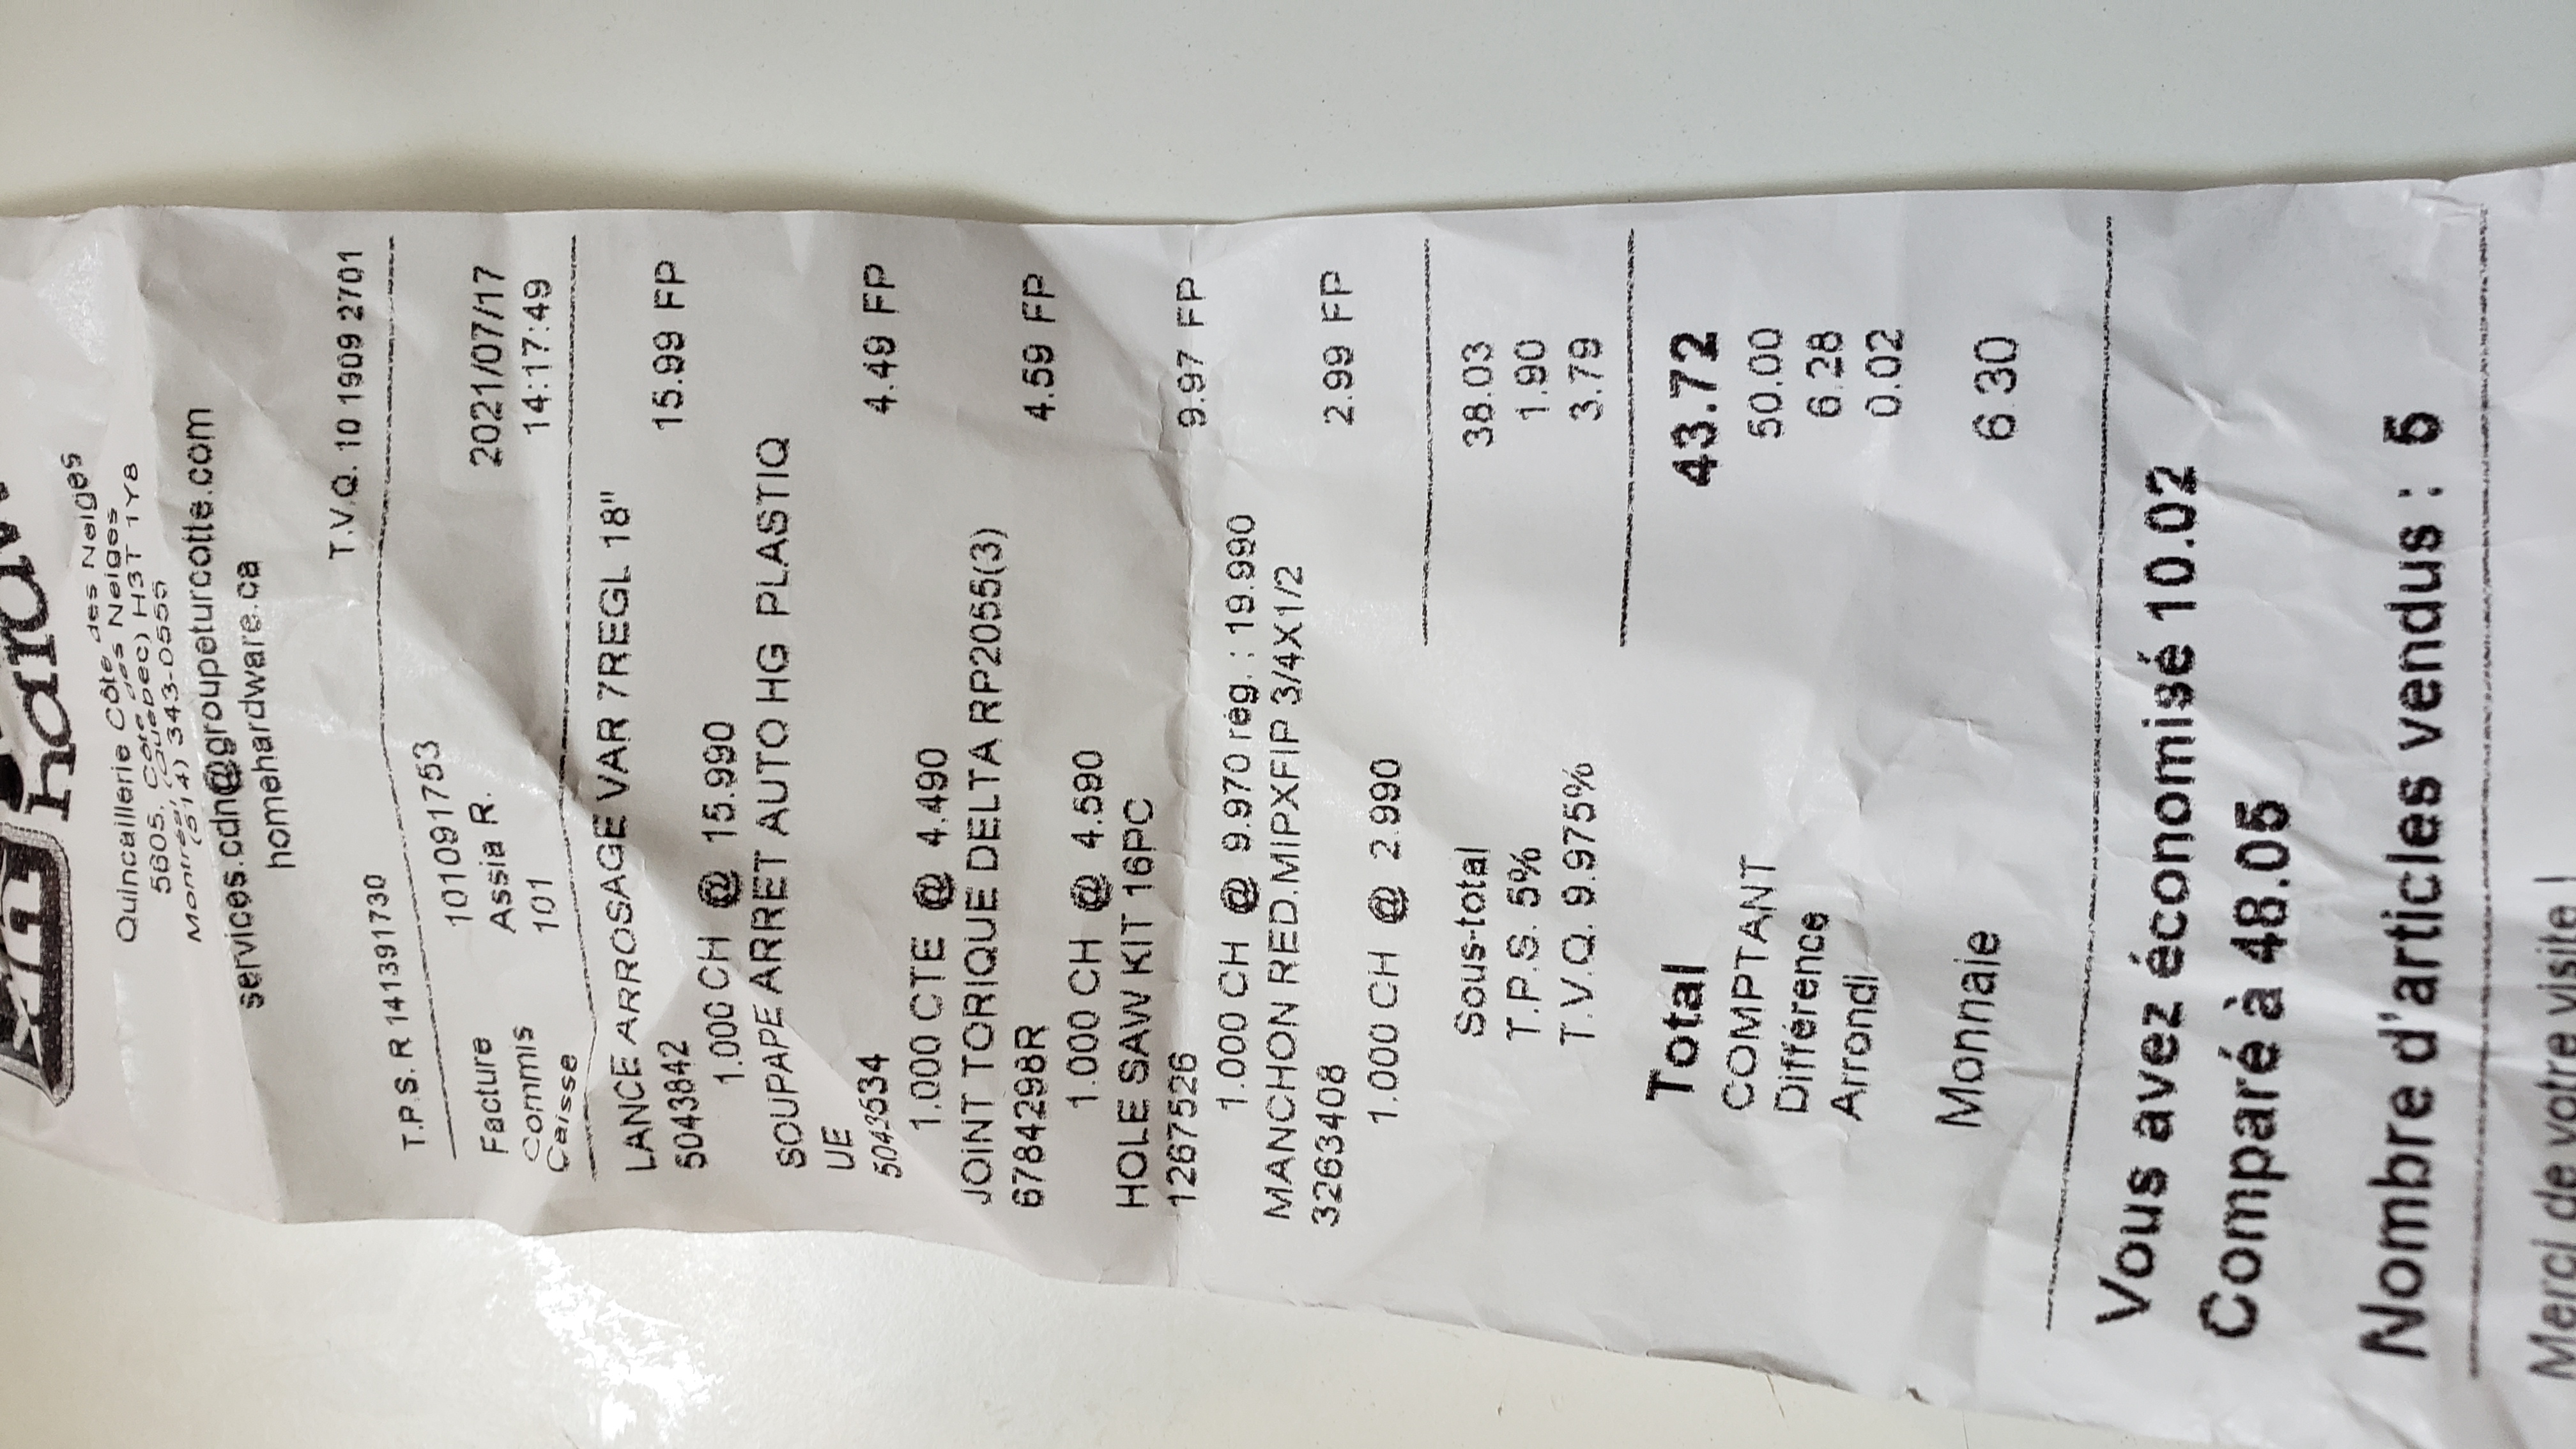 hardw
Quincaillerie Côte des Neiges
5605, Côte des Neiges
Montréal, (Québec) H3T 1Y8
(514) 343-0555
services.cdn@groupeturcotte.com
homehardware.ca
T.P.S. R 141391730 T.V.Q. 10 1909 2701
Facture 101091753 2021/07/17
Commis Assia R. 14:17:49
Caisse 101
LANCE ARROSAGE VAR 7REGL 18"
5043842 15.99 FP
1.000 CH @ 15.990
SOUPAPE ARRET AUTO HG PLASTIQ
UE
5043534 4.49 FP
1.000 CTE @ 4.490
JOINT TORIQUE DELTA RP2055(3)
6784298R 4.59 FP
1.000 CH @ 4.590
HOLE SAW KIT 16PC
1267526 9.97 FP
1.000 CH @ 9.970 rég. : 19.990
MANCHON RED.MIPXFIP 3/4X1/2
3263408 2.99 FP
1.000 CH @ 2.990
Sous-total 38.03
T.P.S. 5% 1.90
T.V.Q. 9.975% 3.79
Total 43.72
COMPTANT 50.00
Différence 6.28
Arrondi 0.02
Monnaie 6.30
Vous avez économisé 10.02
Comparé à 48.05
Nombre d'articles vendus : 5
Merci de votre visite !